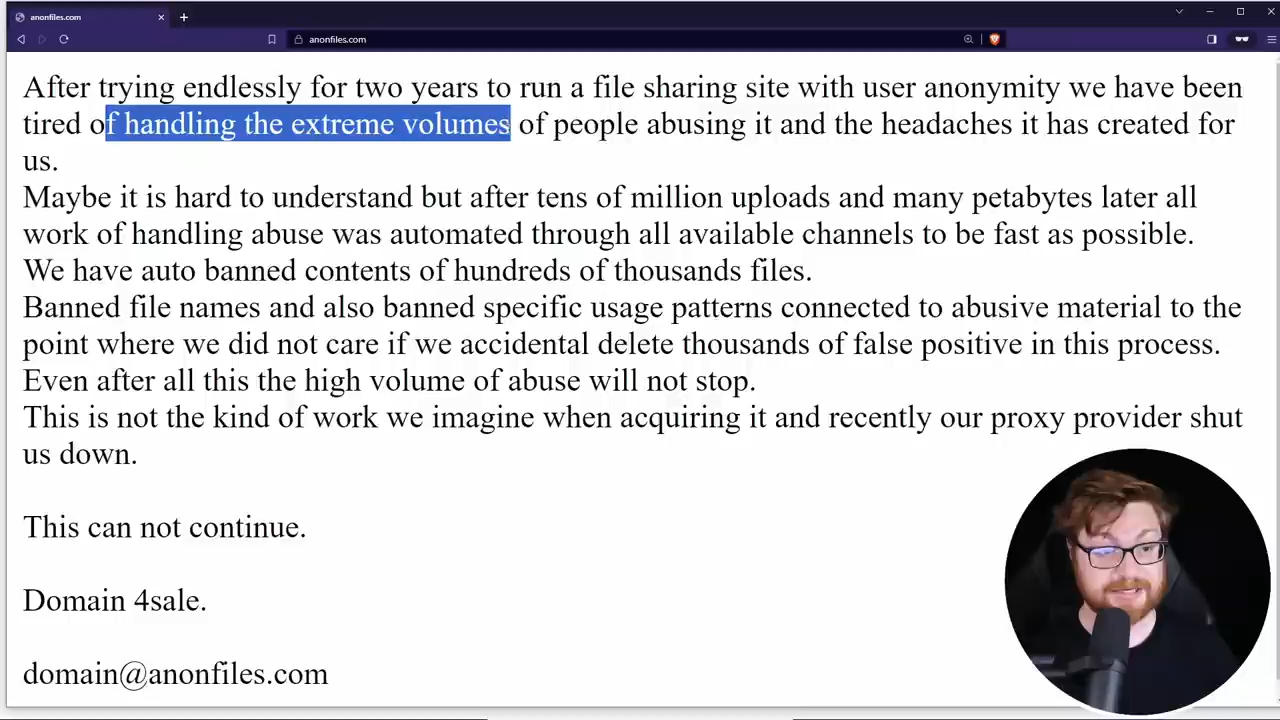 anonfiles.com
anonfiles.com
After trying endlessly for two years to run a file sharing site with user anonymity we have been
tired of handling the extreme volumes of people abusing it and the headaches it has created for
us.
Maybe it is hard to understand but after tens of million uploads and many petabytes later all
work of handling abuse was automated through all available channels to be fast as possible.
We have auto banned contents of hundreds of thousands files.
Banned file names and also banned specific usage patterns connected to abusive material to the
point where we did not care if we accidental delete thousands of false positive in this process.
Even after all this the high volume of abuse will not stop.
This is not the kind of work we imagine when acquiring it and recently our proxy provider shut
us down.
This can not continue.
Domain 4sale.
domain@anonfiles.com